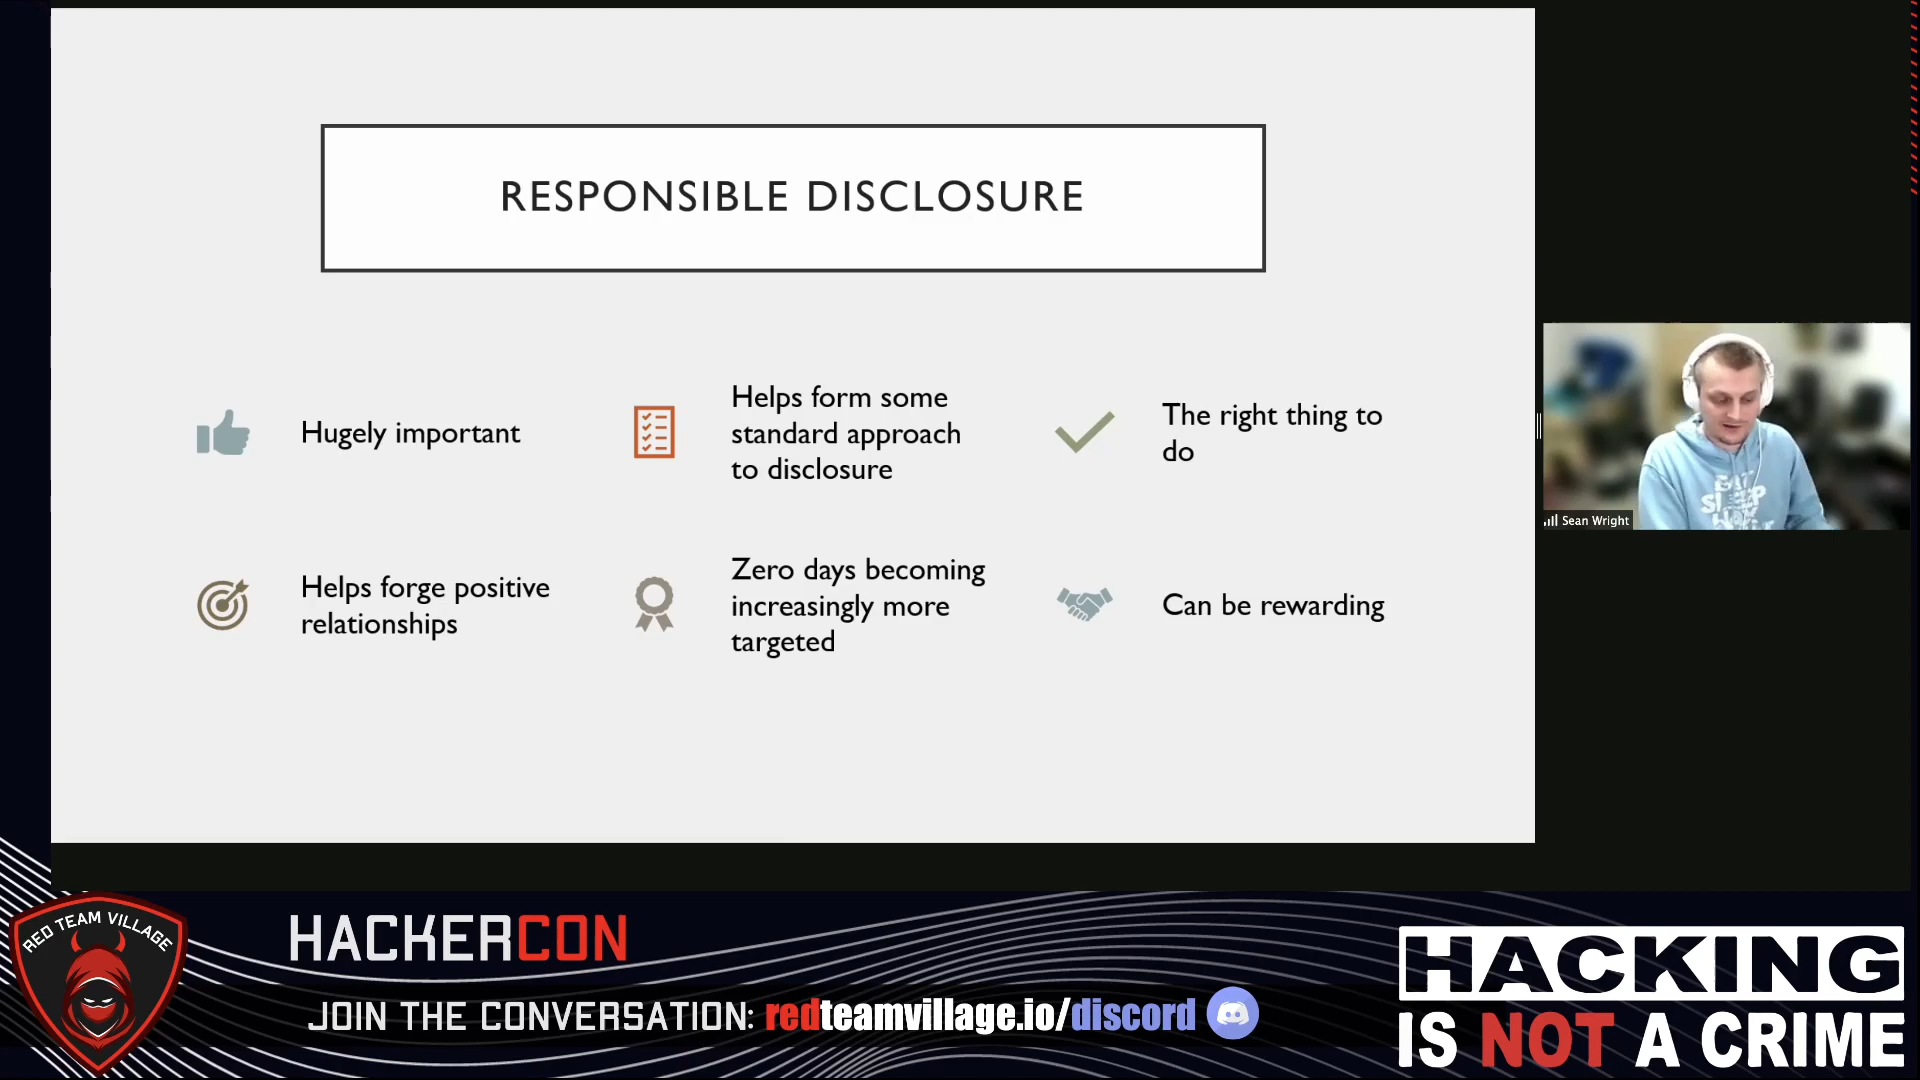 RESPONSIBLE DISCLOSURE
Hugely important
Helps form some
standard approach
to disclosure
The right thing to
do
Helps forge positive
relationships
Zero days becoming
increasingly more
targeted
Can be rewarding
EAT
SLEEP
Sean Wright
RED TEAM VILLAGE
HACKERCON
JOIN THE CONVERSATION: redteamvillage.io/discord
HACKING
IS NOT A CRIME